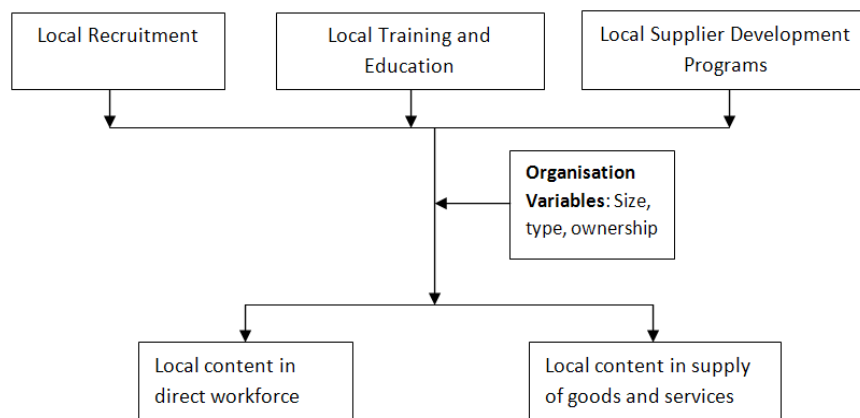 Local Recruitment
Local Training and
Education
Local Supplier Development
Programs
Organisation
Variables: Size,
type, ownership
Local content in
direct workforce
Local content in supply
of goods and services